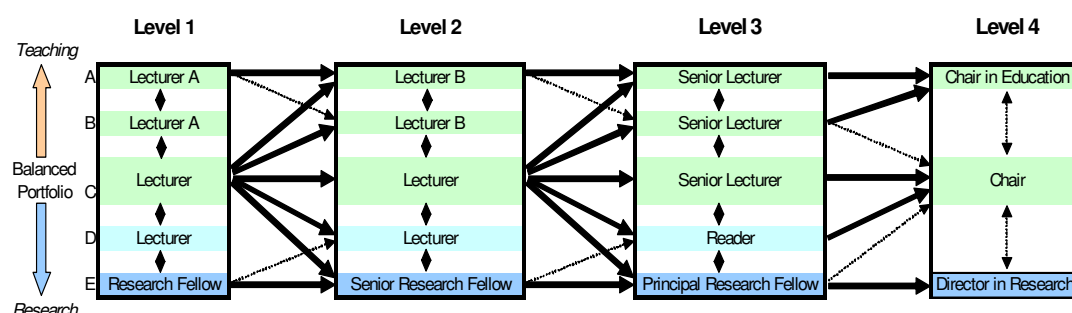 Level 1
Level 2
Level 3
Level 4
Teaching
A
Lecturer A
Lecturer B
Senior Lecturer
Chair in Education
B
Lecturer A
Lecturer B
Senior Lecturer
Balanced
Portfolio
C
Lecturer
Lecturer
Senior Lecturer
Chair
D
Lecturer
Lecturer
Reader
E
Research Fellow
Senior Research Fellow
Principal Research Fellow
Director in Research
Research